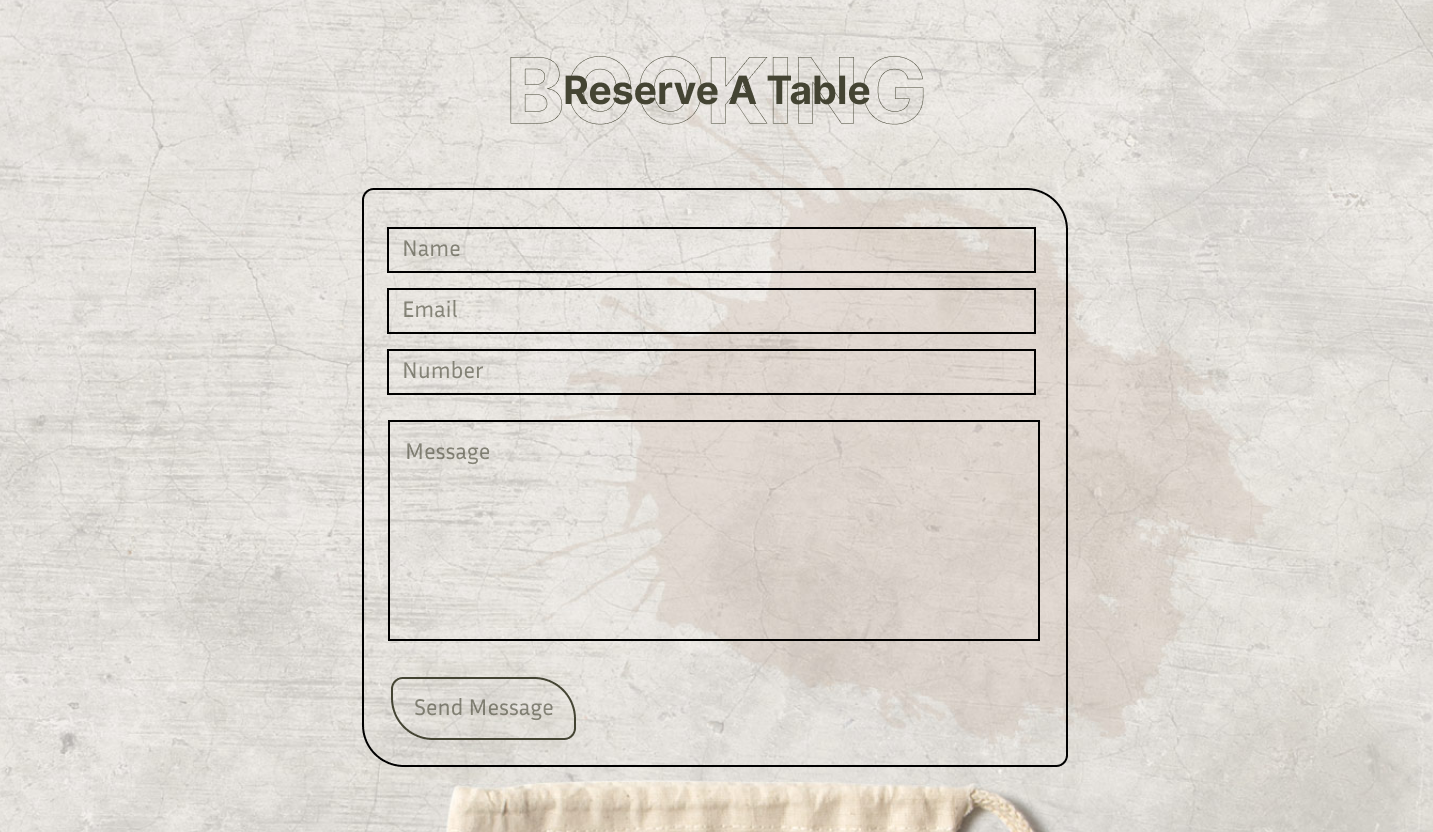 BOOKING
Reserve A Table
Name
Email
Number
Message
Send Message